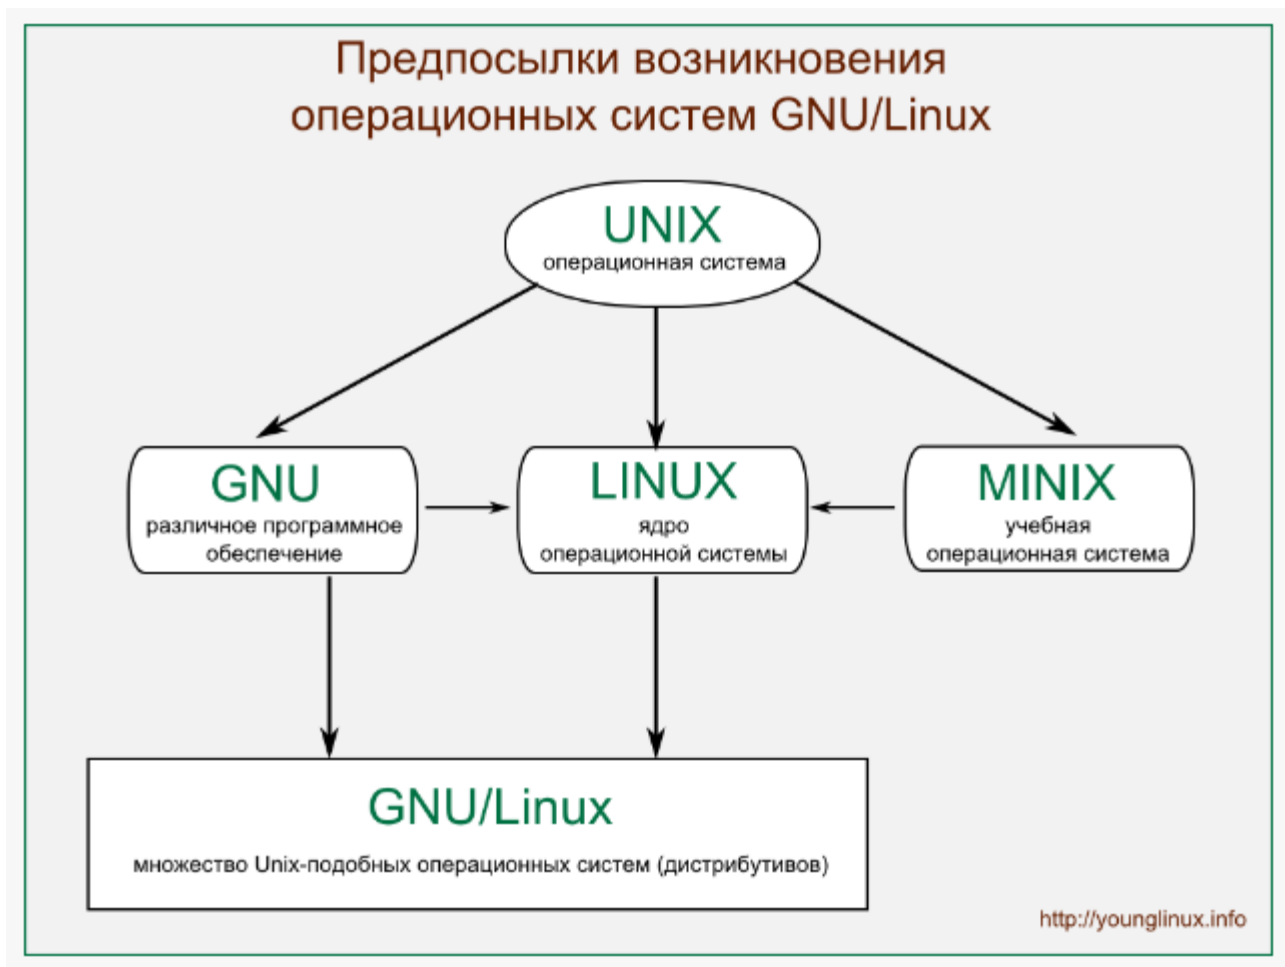 Предпосылки возникновения
операционных систем GNU/Linux
UNIX
операционная система
GNU
различное программное
обеспечение
LINUX
ядро
операционной системы
MINIX
учебная
операционная система
GNU/Linux
множество Unix-подобных операционных систем (дистрибутивов)
http://younglinux.info